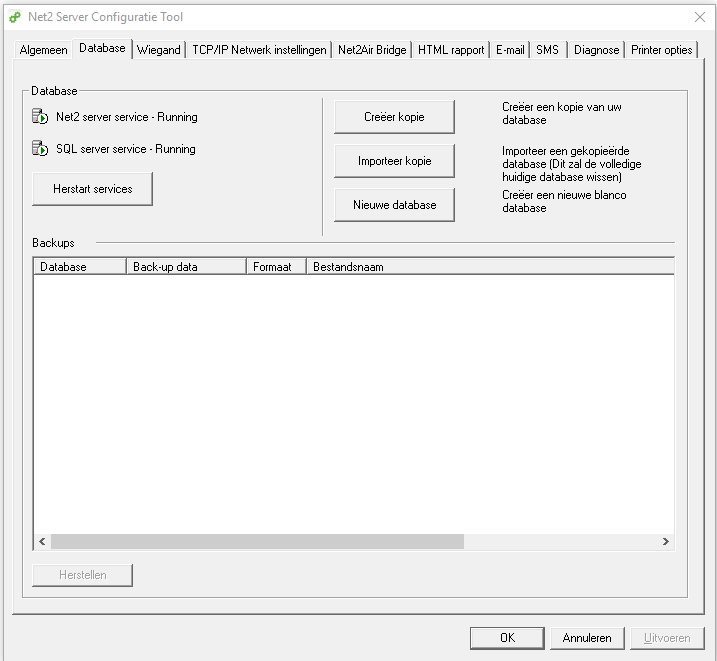 Net2 Server Configuratie Tool
Algemeen Database Wiegand TCP/IP Netwerk instellingen Net2Air Bridge HTML rapport E-mail SMS Diagnose Printer opties
Database
Net2 server service - Running
SQL server service - Running
Herstart services
Creëer kopie
Creëer een kopie van uw
database
Importeer kopie
Importeer een gekopieërde
database (Dit zal de volledige
huidige database wissen)
Nieuwe database
Creëer een nieuwe blanco
database
Backups
Database Back-up data Formaat Bestandsnaam
Herstellen
OK Annuleren Uitvoeren